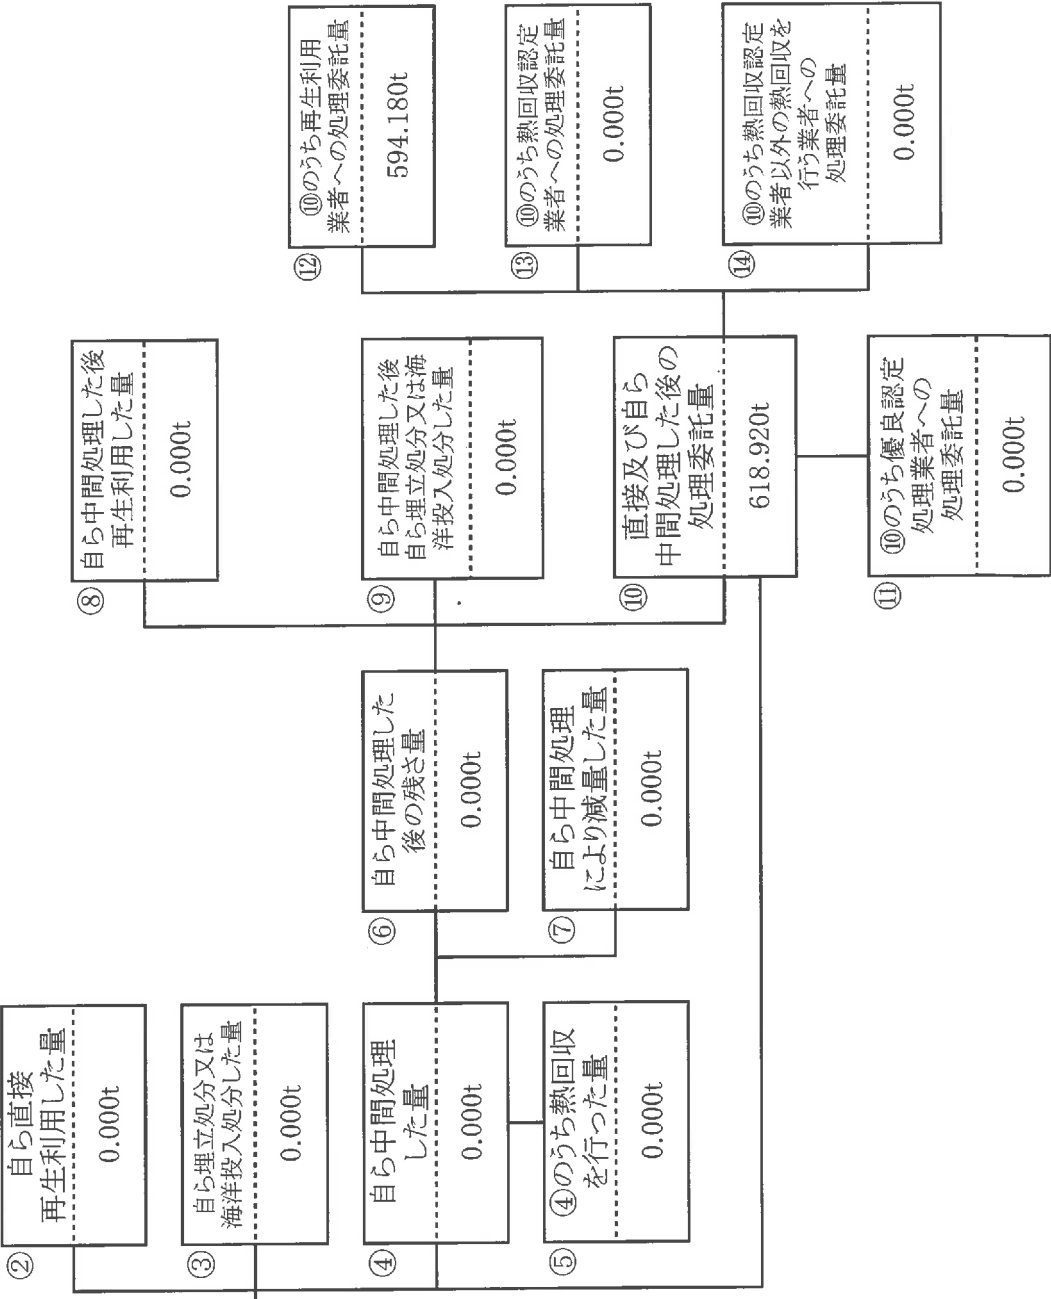 ②
自ら直接
再生利用した量
0.000t
③
自ら埋立処分又は
海洋投入処分した量
0.000t
④
自ら中間処理
した量
0.000t
⑤
④のうち熱回収
を行った量
0.000t
⑥
自ら中間処理した
後の残さ量
0.000t
⑦
自ら中間処理
により減量した量
0.000t
⑧
自ら中間処理した後
再生利用した量
0.000t
⑨
自ら中間処理した後
自ら埋立処分又は海
洋投入処分した量
0.000t
⑩
直接及び自ら
中間処理した後の
処理委託量
618.920t
⑪
⑩のうち優良認定
処理業者への
処理委託量
0.000t
⑫
⑩のうち再生利用
業者への処理委託量
594.180t
⑬
⑩のうち熱回収認定
業者への処理委託量
0.000t
⑭
⑩のうち熱回収認定
業者以外の熱回収を
行う業者への
処理委託量
0.000t